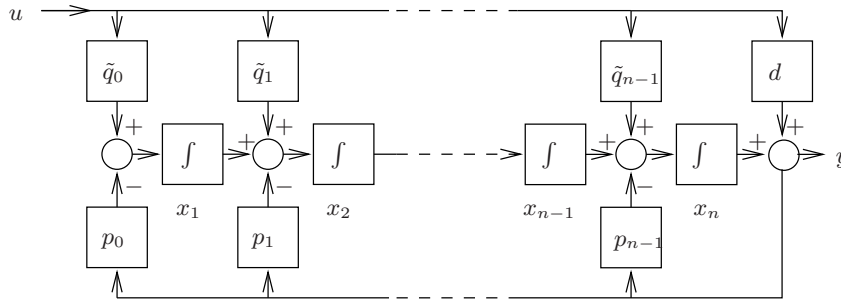 u
q̃₀ q̃₁ q̃ₙ₋₁ d
+ + + +
∫ + ∫ ∫ + ∫ + y
− − −
x₁ x₂ xₙ₋₁ xₙ
p₀ p₁ pₙ₋₁